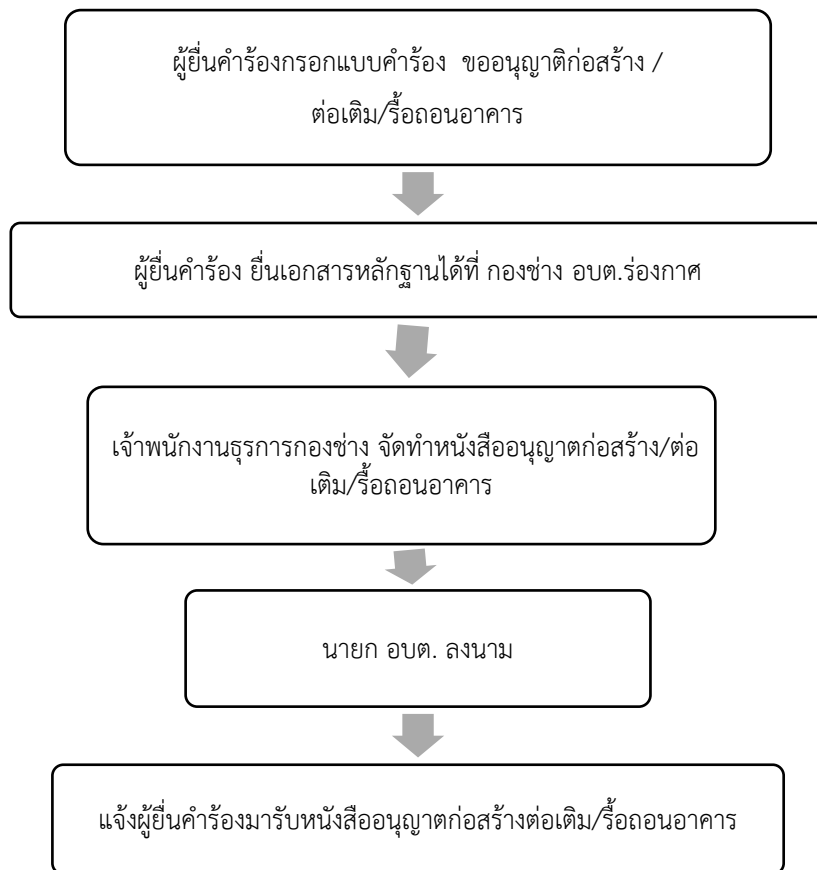 ผู้ยื่นคำร้องกรอกแบบคำร้อง ขออนุญาติก่อสร้าง /
ต่อเติม/รื้อถอนอาคาร
ผู้ยื่นคำร้อง ยื่นเอกสารหลักฐานได้ที่ กองช่าง อบต.ร่องกาศ
เจ้าพนักงานธุรการกองช่าง จัดทำหนังสืออนุญาตก่อสร้าง/ต่อ
เติม/รื้อถอนอาคาร
นายก อบต. ลงนาม
แจ้งผู้ยื่นคำร้องมารับหนังสืออนุญาตก่อสร้างต่อเติม/รื้อถอนอาคาร